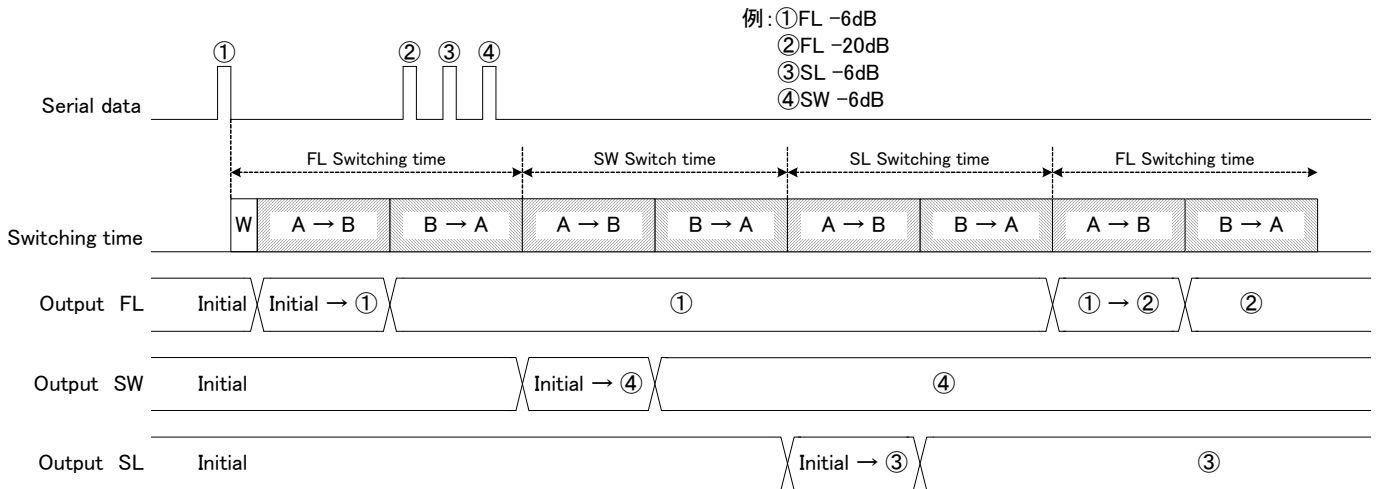 例:①FL -6dB
②FL -20dB
③SL -6dB
④SW -6dB
① ② ③ ④
Serial data
FL Switching time SW Switch time SL Switching time FL Switching time
Switching time W A → B B → A A → B B → A A → B B → A A → B B → A
Output FL Initial Initial → ① ① ① → ② ②
Output SW Initial Initial → ④ ④
Output SL Initial Initial → ③ ③